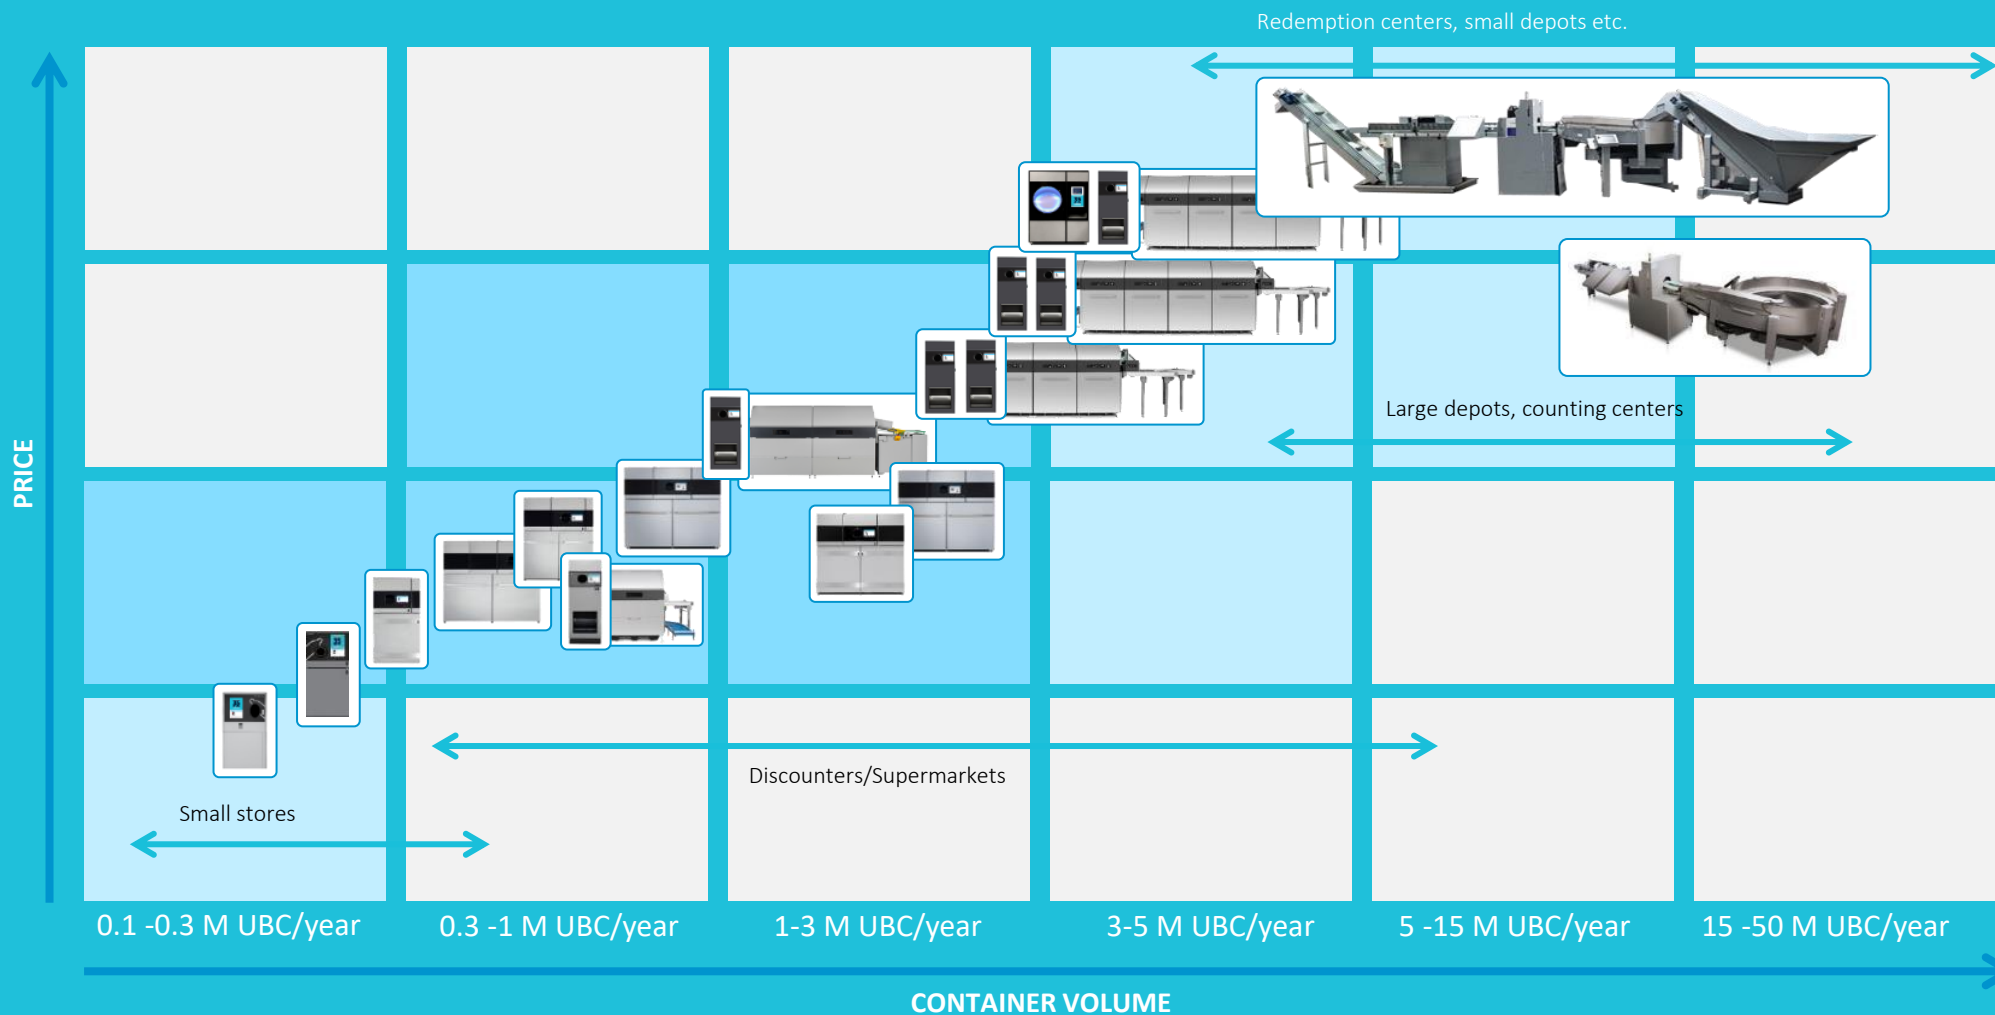 Redemption centers, small depots etc.
PRICE
Large depots, counting centers
Discounters/Supermarkets
Small stores
0.1 -0.3 M UBC/year
0.3 -1 M UBC/year
1-3 M UBC/year
3-5 M UBC/year
5 -15 M UBC/year
15 -50 M UBC/year
CONTAINER VOLUME